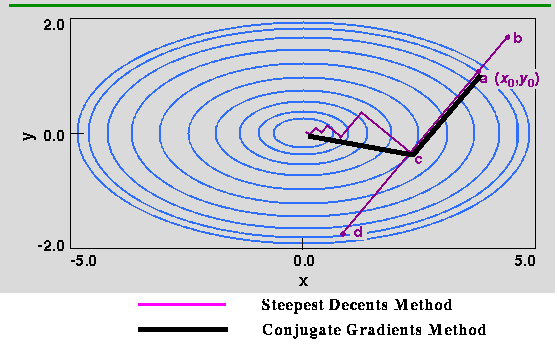 2.0
b
a (x0,y0)
y
0.0
c
d
-2.0
-5.0 0.0 5.0
x
Steepest Decents Method
Conjugate Gradients Method